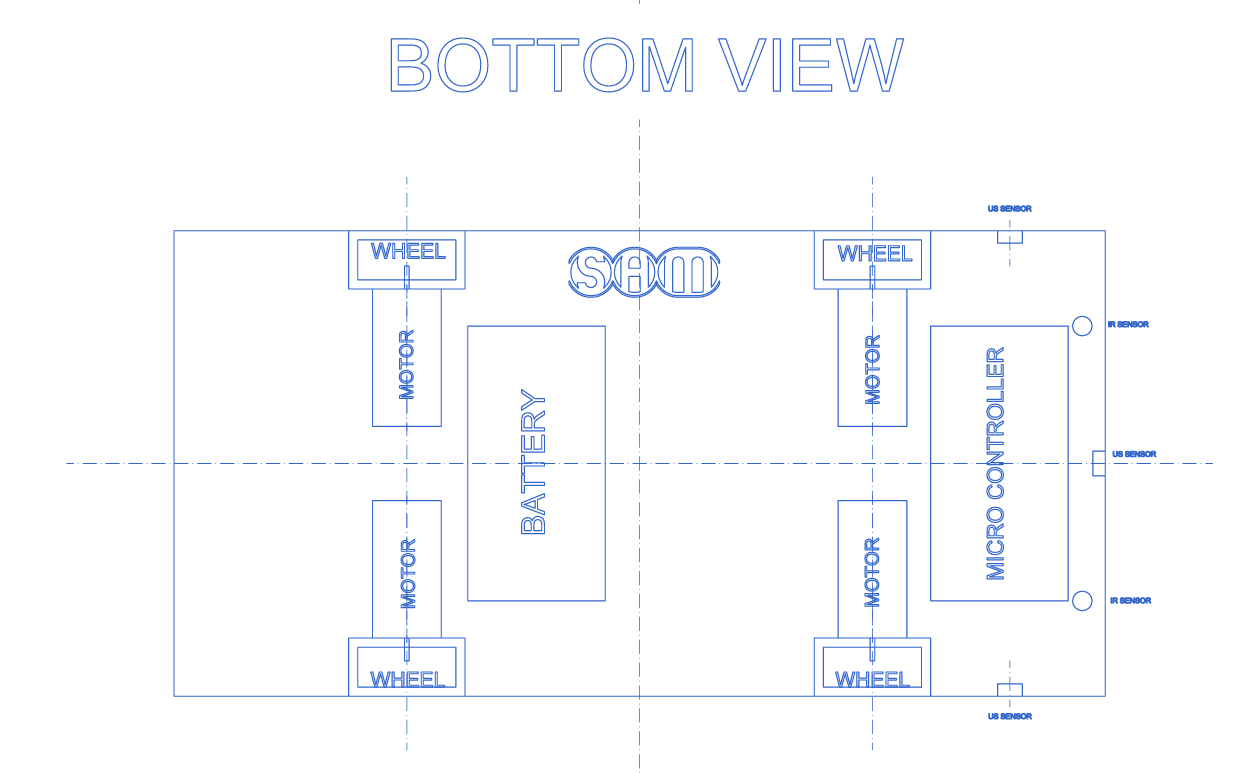 BOTTOM VIEW
US SENSOR
WHEEL
SAM
WHEEL
IR SENSOR
MOTOR
MOTOR
BATTERY
MICRO CONTROLLER
US SENSOR
MOTOR
MOTOR
IR SENSOR
WHEEL
WHEEL
US SENSOR